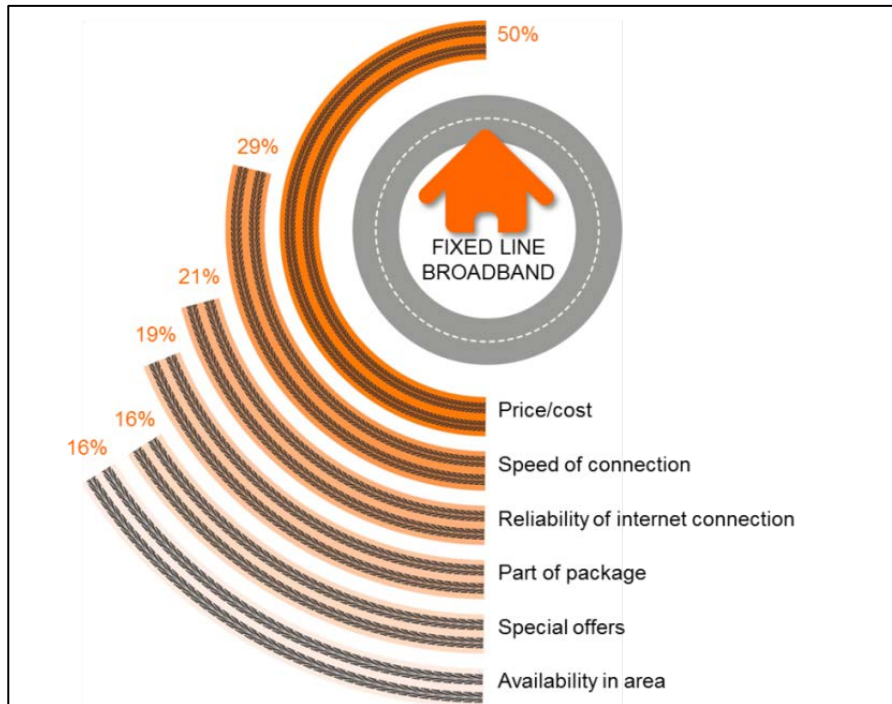 50%
29%
21%
19%
16%
16%
FIXED LINE
BROADBAND
Price/cost
Speed of connection
Reliability of internet connection
Part of package
Special offers
Availability in area